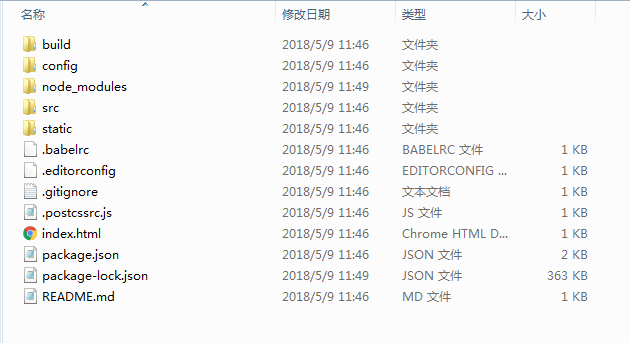 名称 修改日期 类型 大小
build 2018/5/9 11:46 文件夹
config 2018/5/9 11:46 文件夹
node_modules 2018/5/9 11:49 文件夹
src 2018/5/9 11:46 文件夹
static 2018/5/9 11:46 文件夹
.babelrc 2018/5/9 11:46 BABELRC 文件 1 KB
.editorconfig 2018/5/9 11:46 EDITORCONFIG ... 1 KB
.gitignore 2018/5/9 11:46 文本文档 1 KB
.postcssrc.js 2018/5/9 11:46 JS 文件 1 KB
index.html 2018/5/9 11:46 Chrome HTML D... 1 KB
package.json 2018/5/9 11:46 JSON 文件 2 KB
package-lock.json 2018/5/9 11:49 JSON 文件 363 KB
README.md 2018/5/9 11:46 MD 文件 1 KB